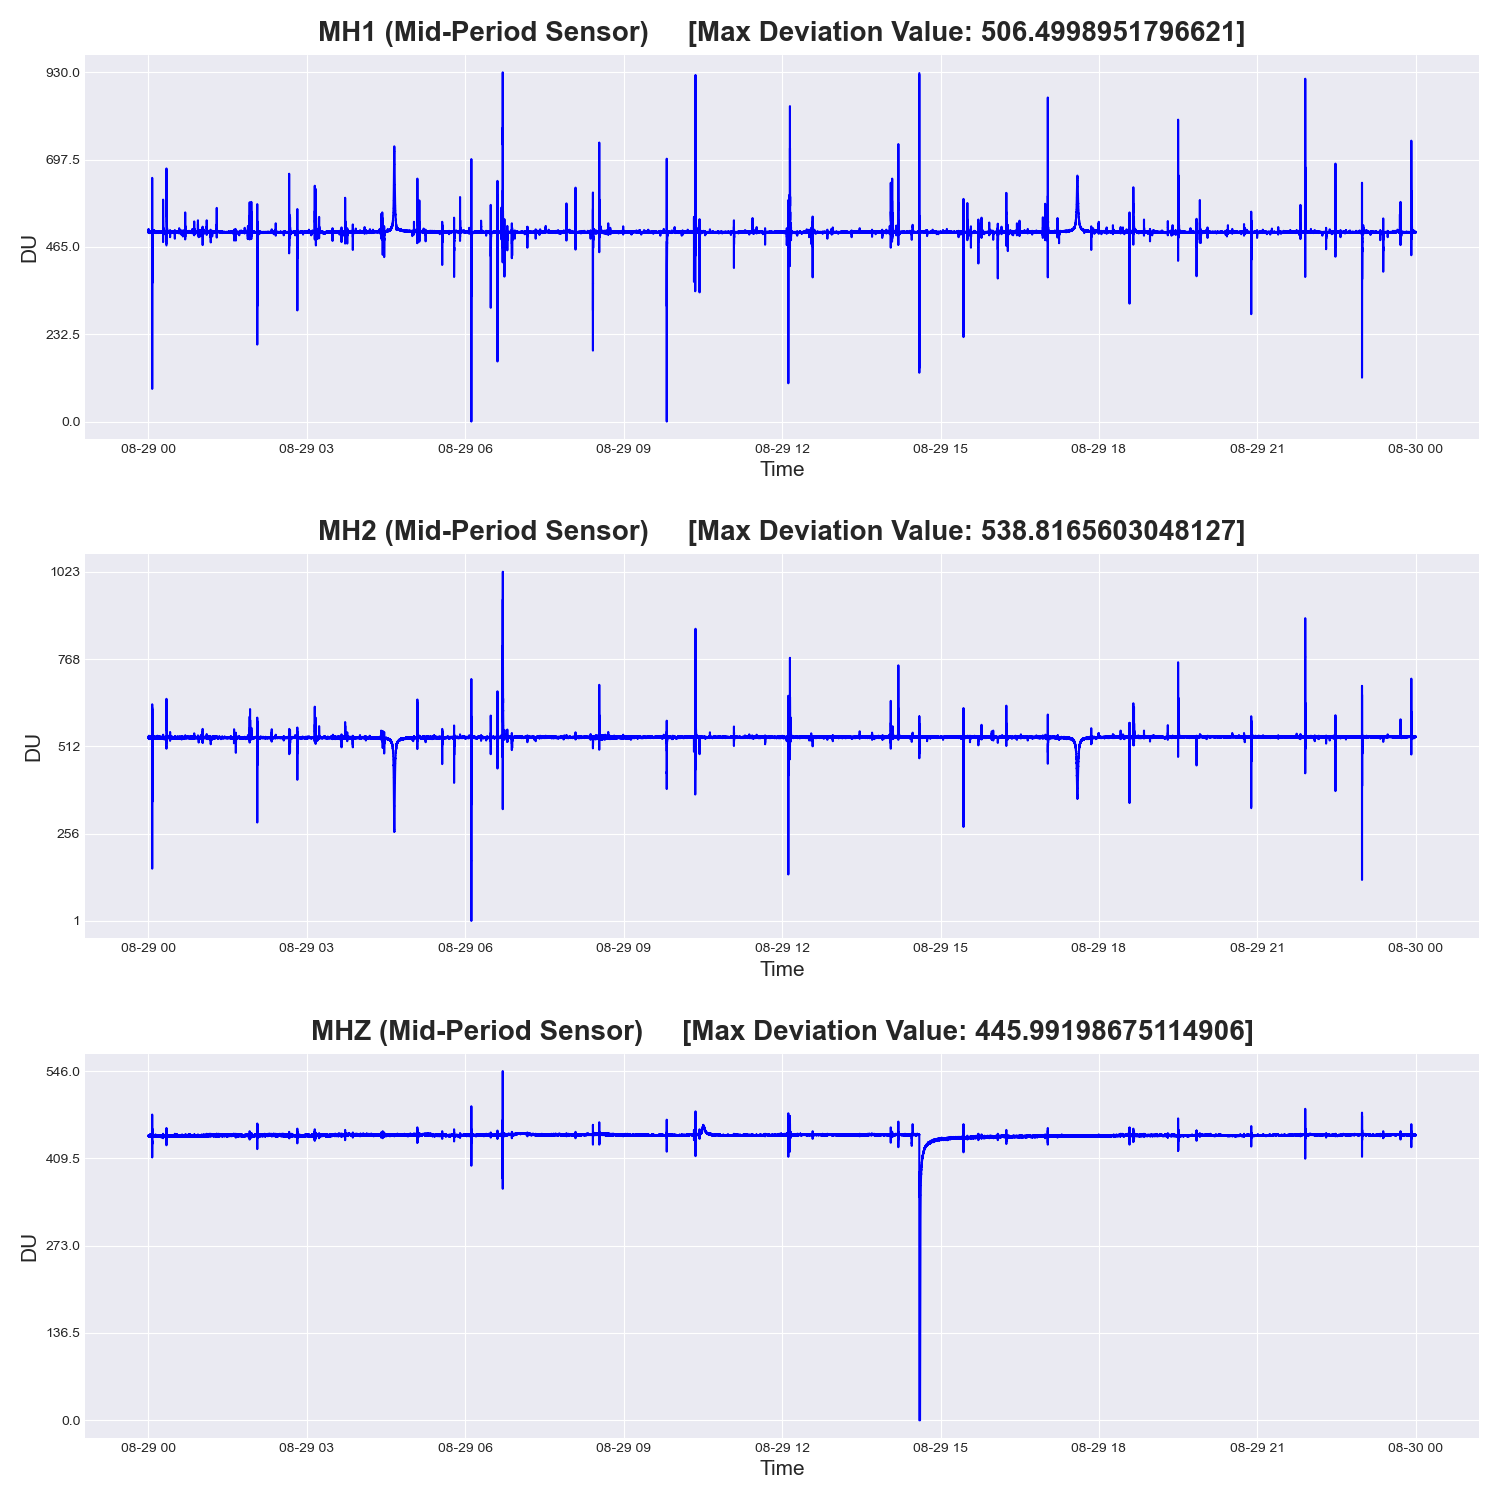 MH1 (Mid-Period Sensor) [Max Deviation Value: 506.4998951796621]
930.0
697.5
465.0
232.5
0.0
DU
08-29 00 08-29 03 08-29 06 08-29 09 08-29 12 08-29 15 08-29 18 08-29 21 08-30 00
Time
MH2 (Mid-Period Sensor) [Max Deviation Value: 538.8165603048127]
1023
768
512
256
1
DU
08-29 00 08-29 03 08-29 06 08-29 09 08-29 12 08-29 15 08-29 18 08-29 21 08-30 00
Time
MHZ (Mid-Period Sensor) [Max Deviation Value: 445.99198675114906]
546.0
409.5
273.0
136.5
0.0
DU
08-29 00 08-29 03 08-29 06 08-29 09 08-29 12 08-29 15 08-29 18 08-29 21 08-30 00
Time